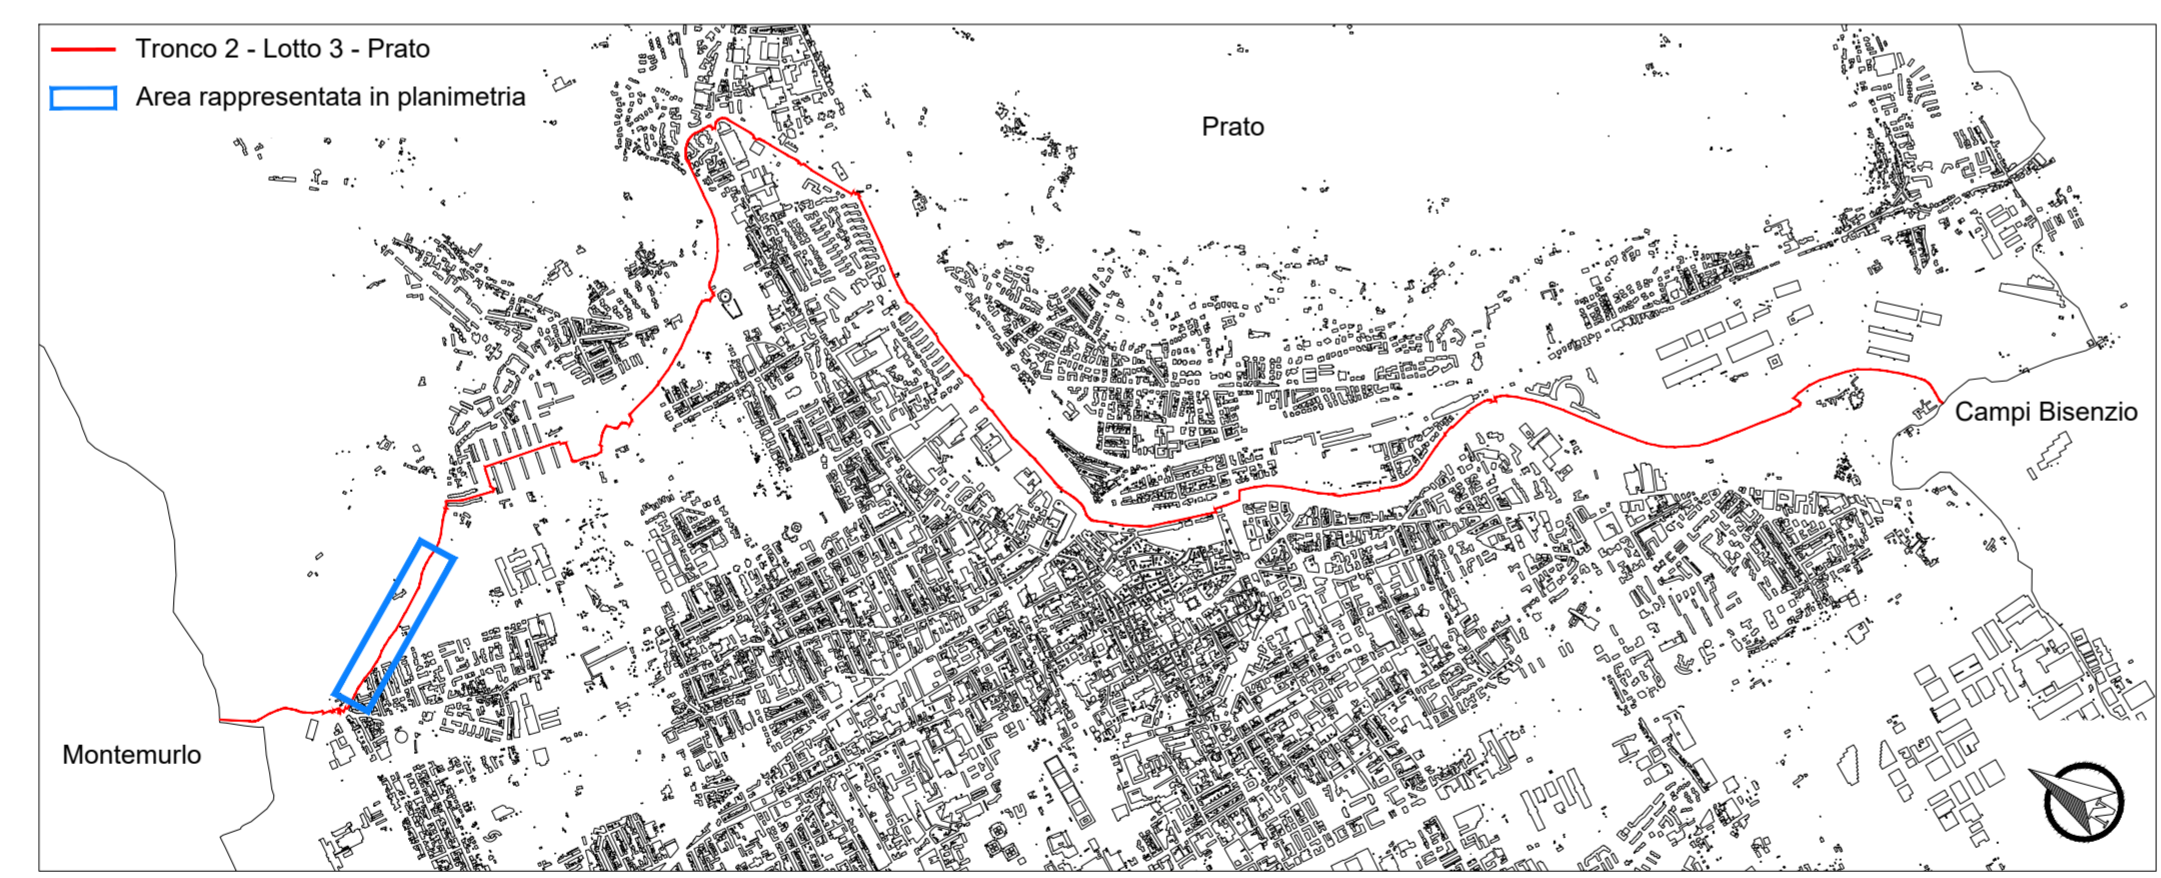 Tronco 2 - Lotto 3 - Prato
Area rappresentata in planimetria
Prato
Campi Bisenzio
Montemurlo